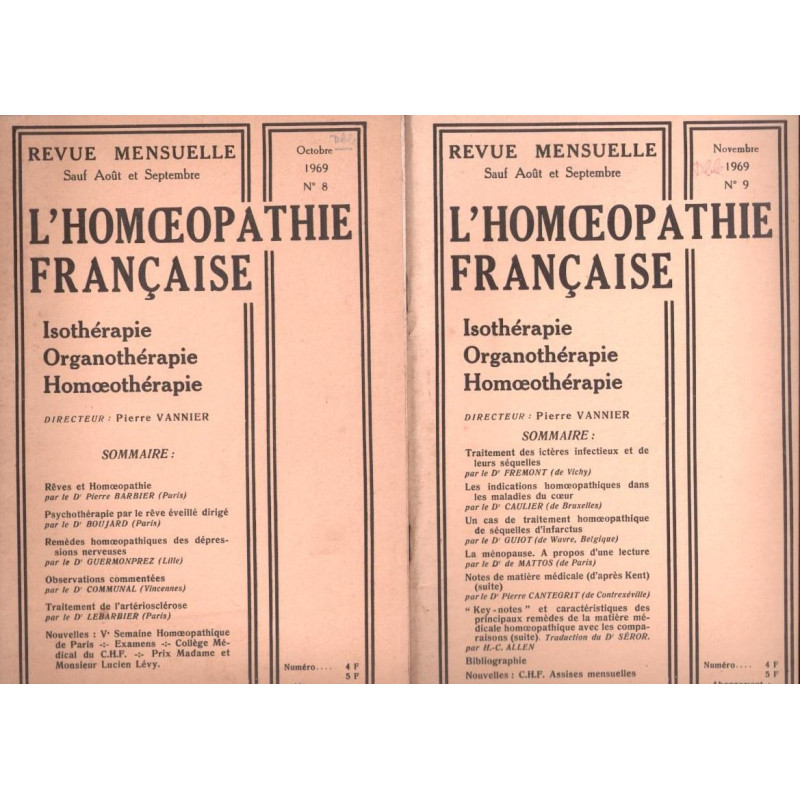 REVUE MENSUELLE
Sauf Août et Septembre
Octobre
1969
N° 8
L'HOMŒOPATHIE
FRANÇAISE
Isothérapie
Organothérapie
Homœothérapie
DIRECTEUR : Pierre VANNIER
SOMMAIRE :
Rêves et Homœopathie
par le Dr Pierre BARBIER (Paris)
Psychothérapie par le rêve éveillé dirigé
par le Dr BOUJARD (Paris)
Remèdes homœopathiques des dépres-
sions nerveuses
par le Dr GUERMONPREZ (Lille)
Observations commentées
par le Dr COMMUNAL (Vincennes)
Traitement de l'artériosclérose
par le Dr LEBARBIER (Paris)
Nouvelles : Ve Semaine Homœopathique
de Paris -:- Examens -:- Collège Mé-
dical du C.H.F. -:- Prix Madame et
Monsieur Lucien Lévy.
Numéro.... 4 F
5 F
REVUE MENSUELLE
Sauf Août et Septembre
Novembre
1969
N° 9
L'HOMŒOPATHIE
FRANÇAISE
Isothérapie
Organothérapie
Homœothérapie
DIRECTEUR : Pierre VANNIER
SOMMAIRE :
Traitement des ictères infectieux et de
leurs séquelles
par le Dr FREMONT (de Vichy)
Les indications homœopathiques dans
les maladies du cœur
par le Dr CAULIER (de Bruxelles)
Un cas de traitement homœopathique
de séquelles d'infarctus
par le Dr GUIOT (de Wavre, Belgique)
La ménopause. A propos d'une lecture
par le Dr de MATTOS (de Paris)
Notes de matière médicale (d'après Kent)
(suite)
par le Dr Pierre CANTEGRIT (de Contrexéville)
" Key-notes " et caractéristiques des
principaux remèdes de la matière mé-
dicale homœopathique avec les compa-
raisons (suite). Traduction du Dr SÉROR.
par H.-C. ALLEN
Bibliographie
Nouvelles : C.H.F. Assises mensuelles
Numéro.... 4 F
5 F